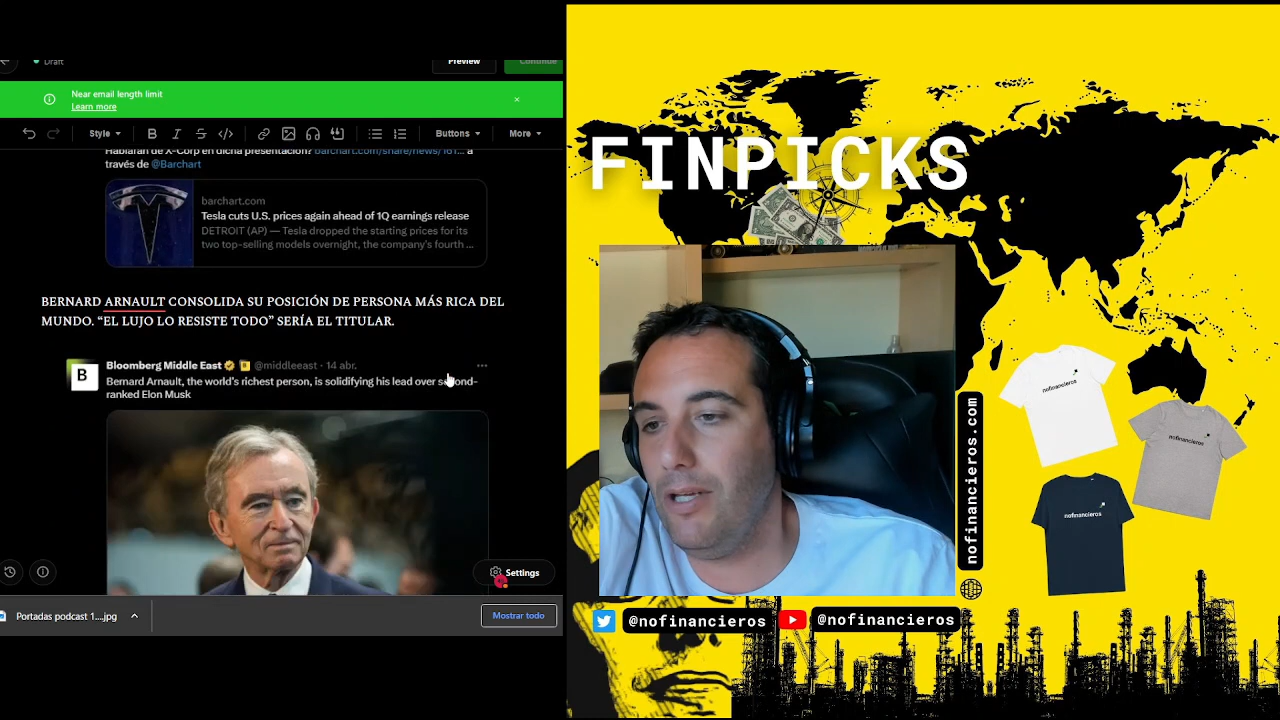 Draft
Preview
Continue
Near email length limit
Learn more
Style
Buttons
More
Hablarán de X-Corp en dicha presentación? barchart.com/share/news/161... a
través de @Barchart
barchart.com
Tesla cuts U.S. prices again ahead of 1Q earnings release
DETROIT (AP) — Tesla dropped the starting prices for its
two top-selling models overnight, the company's fourth ...
BERNARD ARNAULT CONSOLIDA SU POSICIÓN DE PERSONA MÁS RICA DEL
MUNDO. “EL LUJO LO RESISTE TODO” SERÍA EL TITULAR.
B
Bloomberg Middle East @middleeast · 14 abr.
Bernard Arnault, the world's richest person, is solidifying his lead over second-
ranked Elon Musk
Settings
Portadas podcast 1....jpg
Mostrar todo
FINPICKS
E
nofinancieros
nofinancieros
nofinancieros
nofinancieros.com
@nofinancieros
@nofinancieros